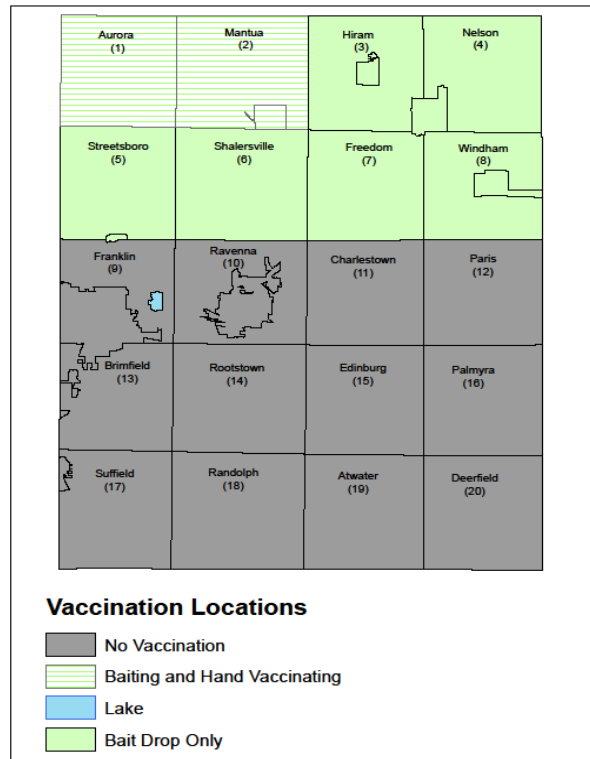 Aurora
(1)
Mantua
(2)
Hiram
(3)
Nelson
(4)
Streetsboro
(5)
Shalersville
(6)
Freedom
(7)
Windham
(8)
Franklin
(9)
Ravenna
(10)
Charlestown
(11)
Paris
(12)
Brimfield
(13)
Rootstown
(14)
Edinburg
(15)
Palmyra
(16)
Suffield
(17)
Randolph
(18)
Atwater
(19)
Deerfield
(20)
Vaccination Locations
No Vaccination
Baiting and Hand Vaccinating
Lake
Bait Drop Only